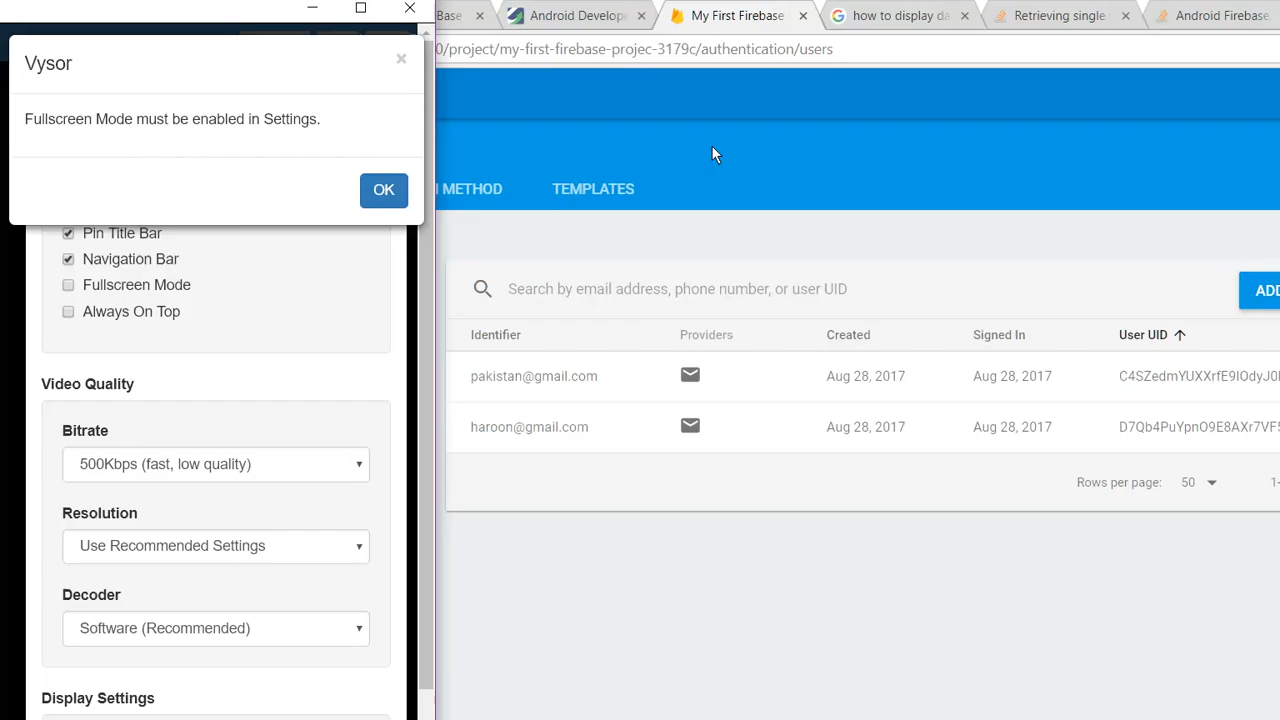 Base
Android Develop
My First Firebase
how to display da
Retrieving single
Android Firebase
0/project/my-first-firebase-projec-3179c/authentication/users
Vysor
Fullscreen Mode must be enabled in Settings.
OK
METHOD
TEMPLATES
Pin Title Bar
Navigation Bar
Fullscreen Mode
Always On Top
Search by email address, phone number, or user UID
ADD
Identifier Providers Created Signed In User UID
pakistan@gmail.com Aug 28, 2017 Aug 28, 2017
haroon@gmail.com Aug 28, 2017 Aug 28, 2017
Rows per page: 50 1-
Video Quality
Bitrate
500Kbps (fast, low quality)
Resolution
Use Recommended Settings
Decoder
Software (Recommended)
Display Settings